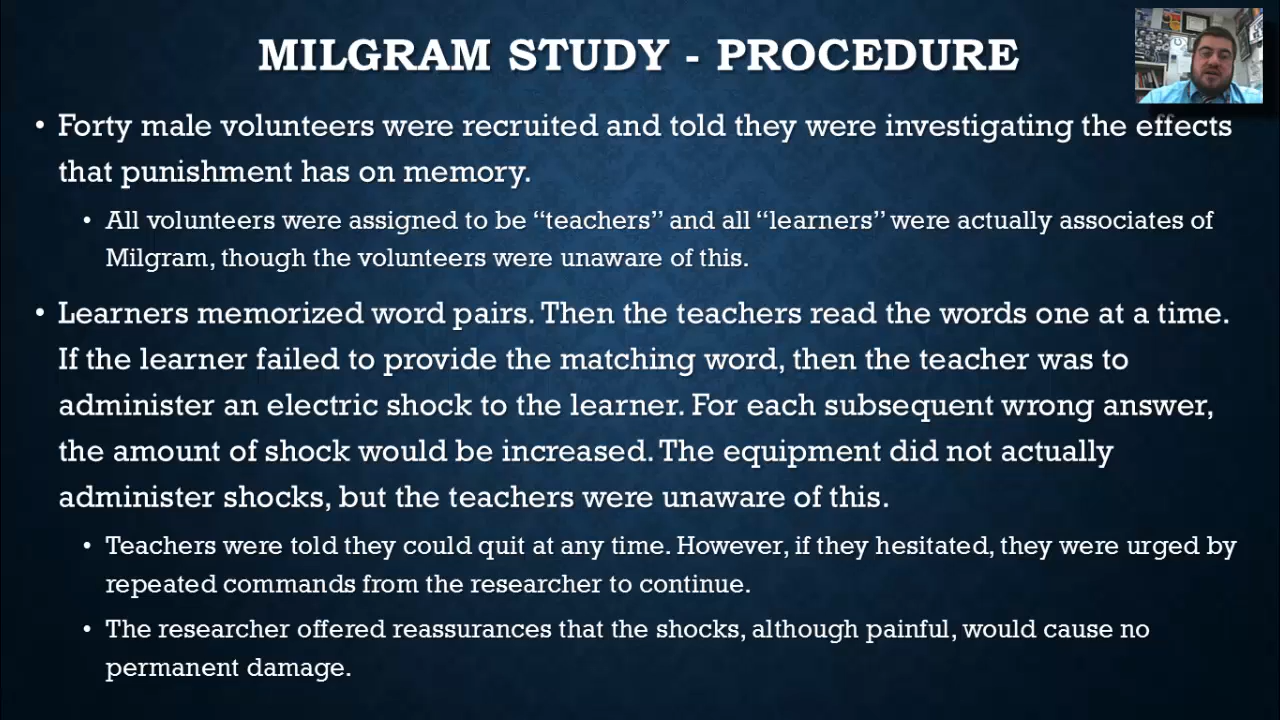 MILGRAM STUDY - PROCEDURE
• Forty male volunteers were recruited and told they were investigating the effects
that punishment has on memory.
• All volunteers were assigned to be “teachers” and all “learners” were actually associates of
Milgram, though the volunteers were unaware of this.
• Learners memorized word pairs. Then the teachers read the words one at a time.
If the learner failed to provide the matching word, then the teacher was to
administer an electric shock to the learner. For each subsequent wrong answer,
the amount of shock would be increased. The equipment did not actually
administer shocks, but the teachers were unaware of this.
• Teachers were told they could quit at any time. However, if they hesitated, they were urged by
repeated commands from the researcher to continue.
• The researcher offered reassurances that the shocks, although painful, would cause no
permanent damage.